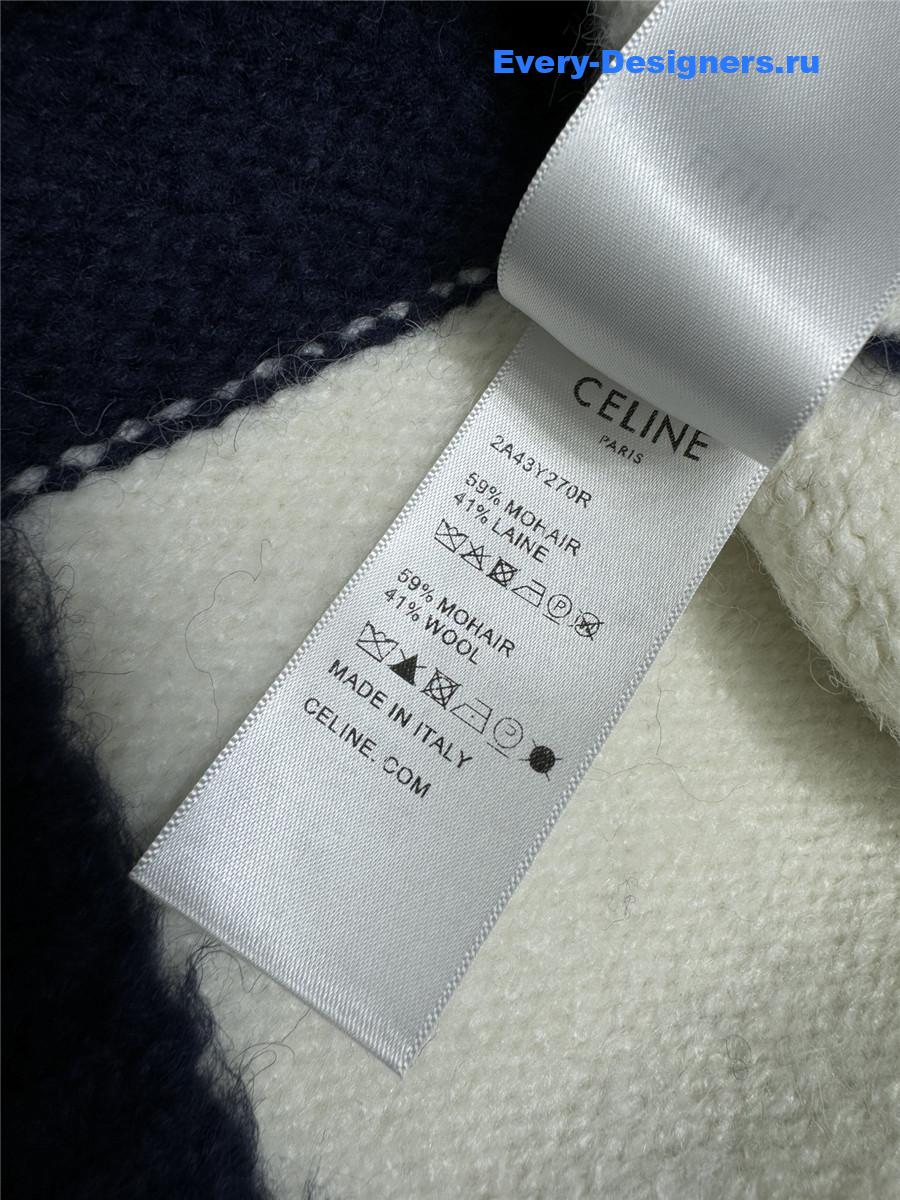 Every-Designers.ru
CELINE
PARIS
2A43Y270R
59% MOHAIR
41% LAINE
P
59% MOHAIR
41% WOOL
P
MADE IN ITALY
CELINE. COM